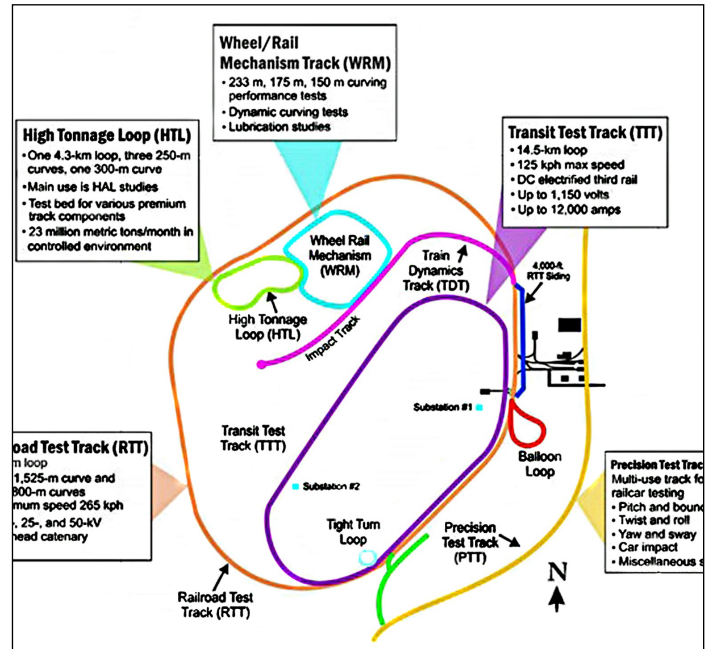 Wheel/Rail
Mechanism Track (WRM)
• 233 m, 175 m, 150 m curving
performance tests
• Dynamic curving tests
• Lubrication studies
High Tonnage Loop (HTL)
• One 4.3-km loop, three 250-m
curves, one 300-m curve
• Main use is HAL studies
• Test bed for various premium
track components
• 23 million metric tons/month in
controlled environment
Transit Test Track (TTT)
• 14.5-km loop
• 125 kph max speed
• DC electrified third rail
• Up to 1,150 volts
• Up to 12,000 amps
Wheel Rail
Mechanism
(WRM)
Train
Dynamics
Track (TDT)
4,000-ft
RTT Siding
High Tonnage
Loop (HTL)
Impact Track
Transit Test
Track (TTT)
Substation #1
Balloon
Loop
Substation #2
Tight Turn
Loop
Precision
Test Track
(PTT)
Railroad Test
Track (RTT)
N
oad Test Track (RTT)
m loop
1,525-m curve and
800-m curves
mum speed 265 kph
-, 25-, and 50-kV
head catenary
Precision Test Trac
Multi-use track fo
railcar testing
• Pitch and boun
• Twist and roll
• Yaw and sway
• Car impact
• Miscellaneous s